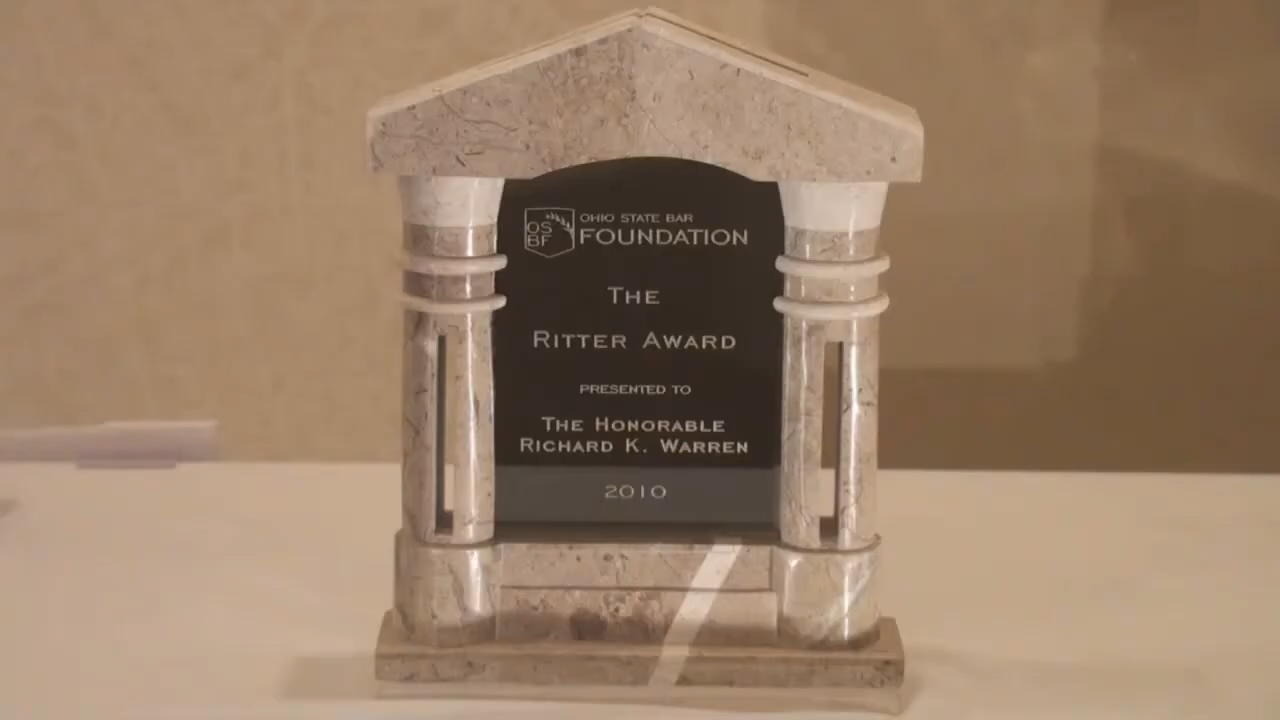 OS
BF
OHIO STATE BAR
FOUNDATION
THE
RITTER AWARD
PRESENTED TO
THE HONORABLE
RICHARD K. WARREN
2010